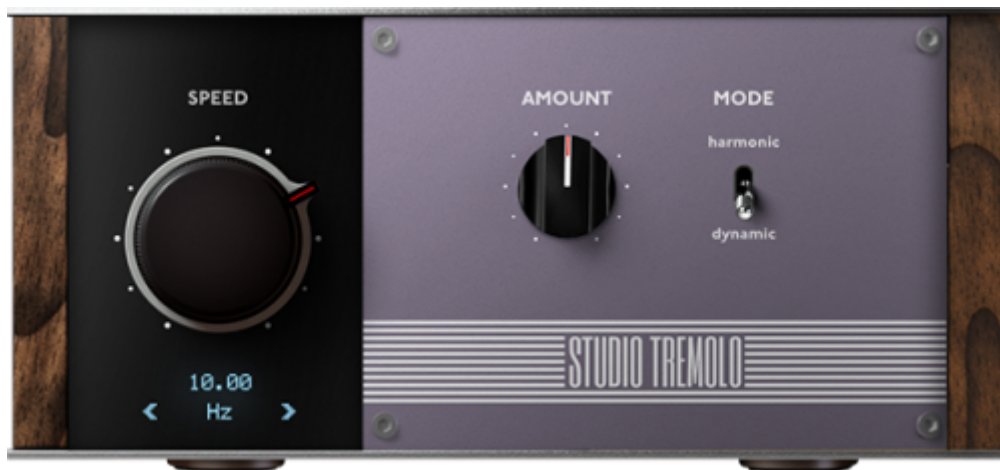 SPEED
AMOUNT
MODE
harmonic
dynamic
STUDIO TREMOLO
10.00
Hz